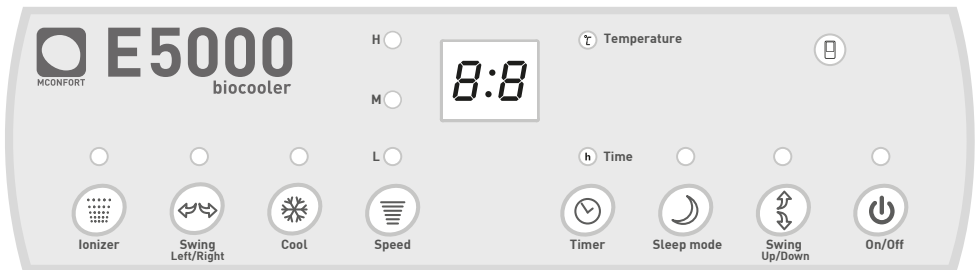 MCONFORT
E5000
biocooler
H
M
L
8:8
℃ Temperature
h Time
Ionizer
Swing
Left/Right
Cool
Speed
Timer
Sleep mode
Swing
Up/Down
On/Off